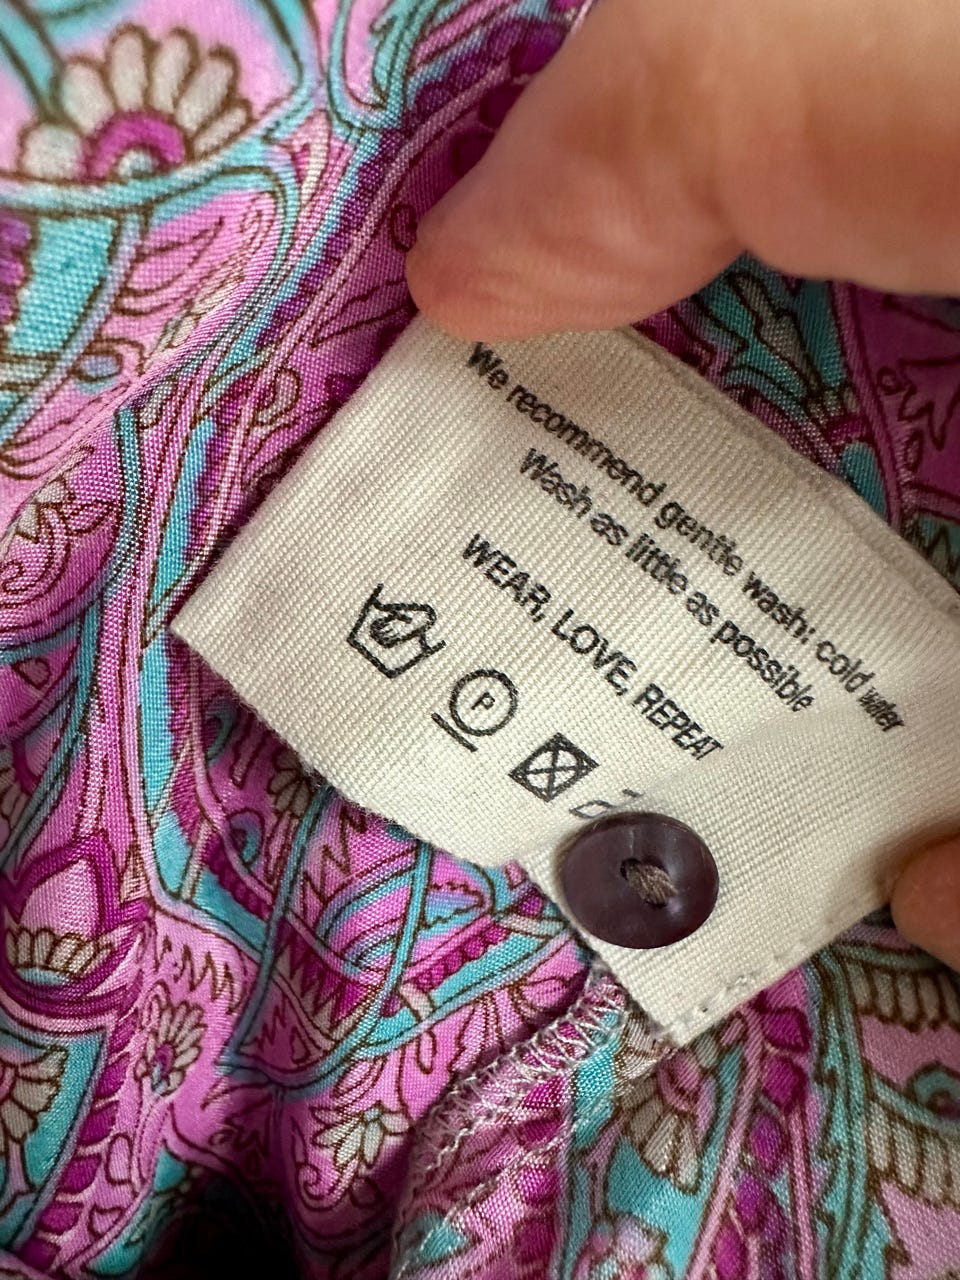 We recommend gentle wash: cold water
Wash as little as possible
WEAR, LOVE, REPEAT
P